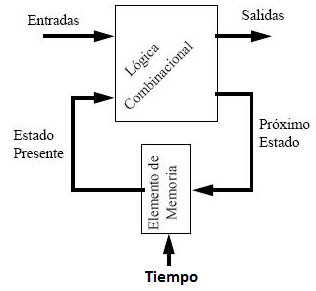 Entradas
Salidas
Lógica
Combinacional
Estado
Presente
Próximo
Estado
Elemento de
Memoria
Tiempo